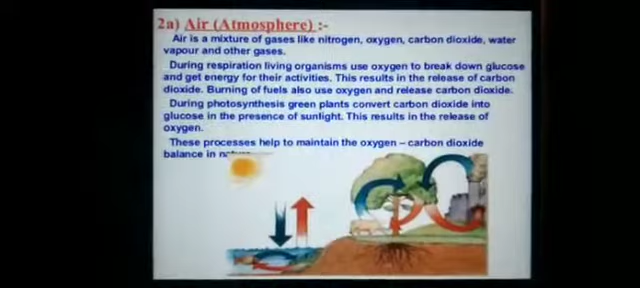 2a) Air (Atmosphere) :-
Air is a mixture of gases like nitrogen, oxygen, carbon dioxide, water
vapour and other gases.
During respiration living organisms use oxygen to break down glucose
and get energy for their activities. This results in the release of carbon
dioxide. Burning of fuels also use oxygen and release carbon dioxide.
During photosynthesis green plants convert carbon dioxide into
glucose in the presence of sunlight. This results in the release of
oxygen.
These processes help to maintain the oxygen – carbon dioxide
balance in